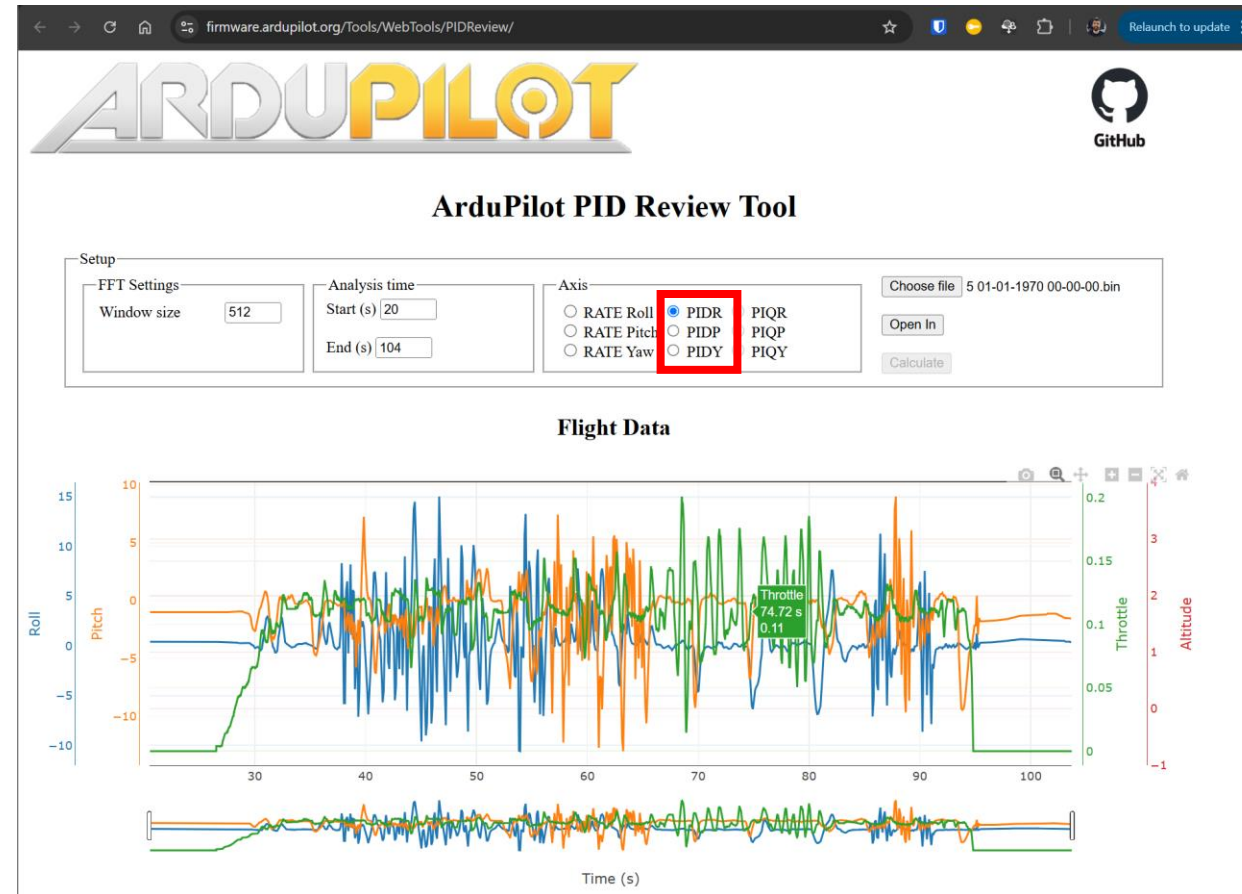 firmware.ardupilot.org/Tools/WebTools/PIDReview/
Relaunch to update
ARDUPILOT
GitHub
ArduPilot PID Review Tool
Setup
FFT Settings
Window size 512
Analysis time
Start (s) 20
End (s) 104
Axis
RATE Roll PIDR PIQR
RATE Pitch PIDP PIQP
RATE Yaw PIDY PIQY
Choose file 5 01-01-1970 00-00-00.bin
Open In
Calculate
Flight Data
15
10
5
0
−5
−10
Roll
10
5
0
−5
−10
Pitch
Throttle
74.72 s
0.11
0.2
0.15
0.1
0.05
0
Throttle
4
3
2
1
0
−1
Altitude
30 40 50 60 70 80 90 100
Time (s)